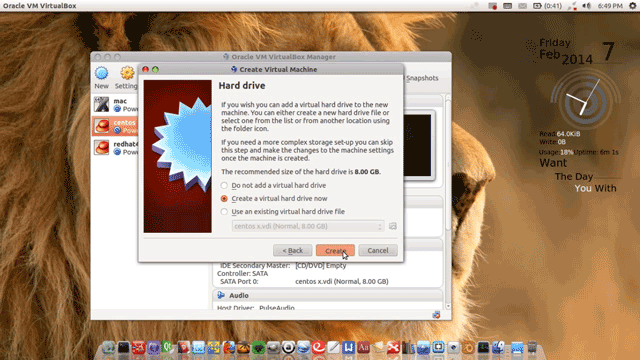 Oracle VM VirtualBox
(0:41)
6:49 PM
Friday
Feb
2014
7
Read:64.0KiB
Write:0B
Usage:18%
Uptime: 6m 1s
Want
The Day
You With
Oracle VM VirtualBox Manager
New
Setting
Snapshots
mac
Powe
centos
Powe
redhat
Powe
Create Virtual Machine
Hard drive
If you wish you can add a virtual hard drive to the new
machine. You can either create a new hard drive file or
select one from the list or from another location using
the folder icon.
If you need a more complex storage set-up you can skip
this step and make the changes to the machine settings
once the machine is created.
The recommended size of the hard drive is 8.00 GB.
Do not add a virtual hard drive
Create a virtual hard drive now
Use an existing virtual hard drive file
centos x.vdi (Normal, 8.00 GB)
< Back
Create
Cancel
IDE Secondary Master: [CD/DVD] Empty
Controller: SATA
SATA Port 0: centos x.vdi (Normal, 8.00 GB)
Audio
Host Driver: PulseAudio